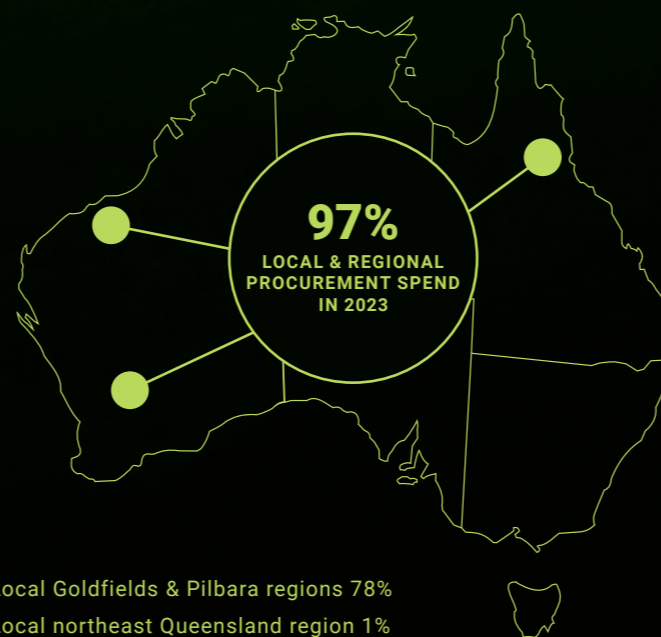 97%
LOCAL & REGIONAL
PROCUREMENT SPEND
IN 2023
ocal Goldfields & Pilbara regions 78%
ocal northeast Queensland region 1%